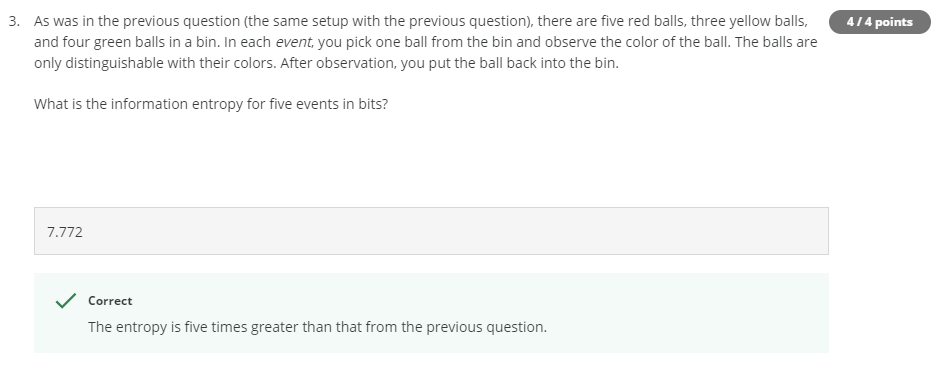 3. As was in the previous question (the same setup with the previous question), there are five red balls, three yellow balls,
4 / 4 points
and four green balls in a bin. In each event, you pick one ball from the bin and observe the color of the ball. The balls are
only distinguishable with their colors. After observation, you put the ball back into the bin.
What is the information entropy for five events in bits?
7.772
Correct
The entropy is five times greater than that from the previous question.